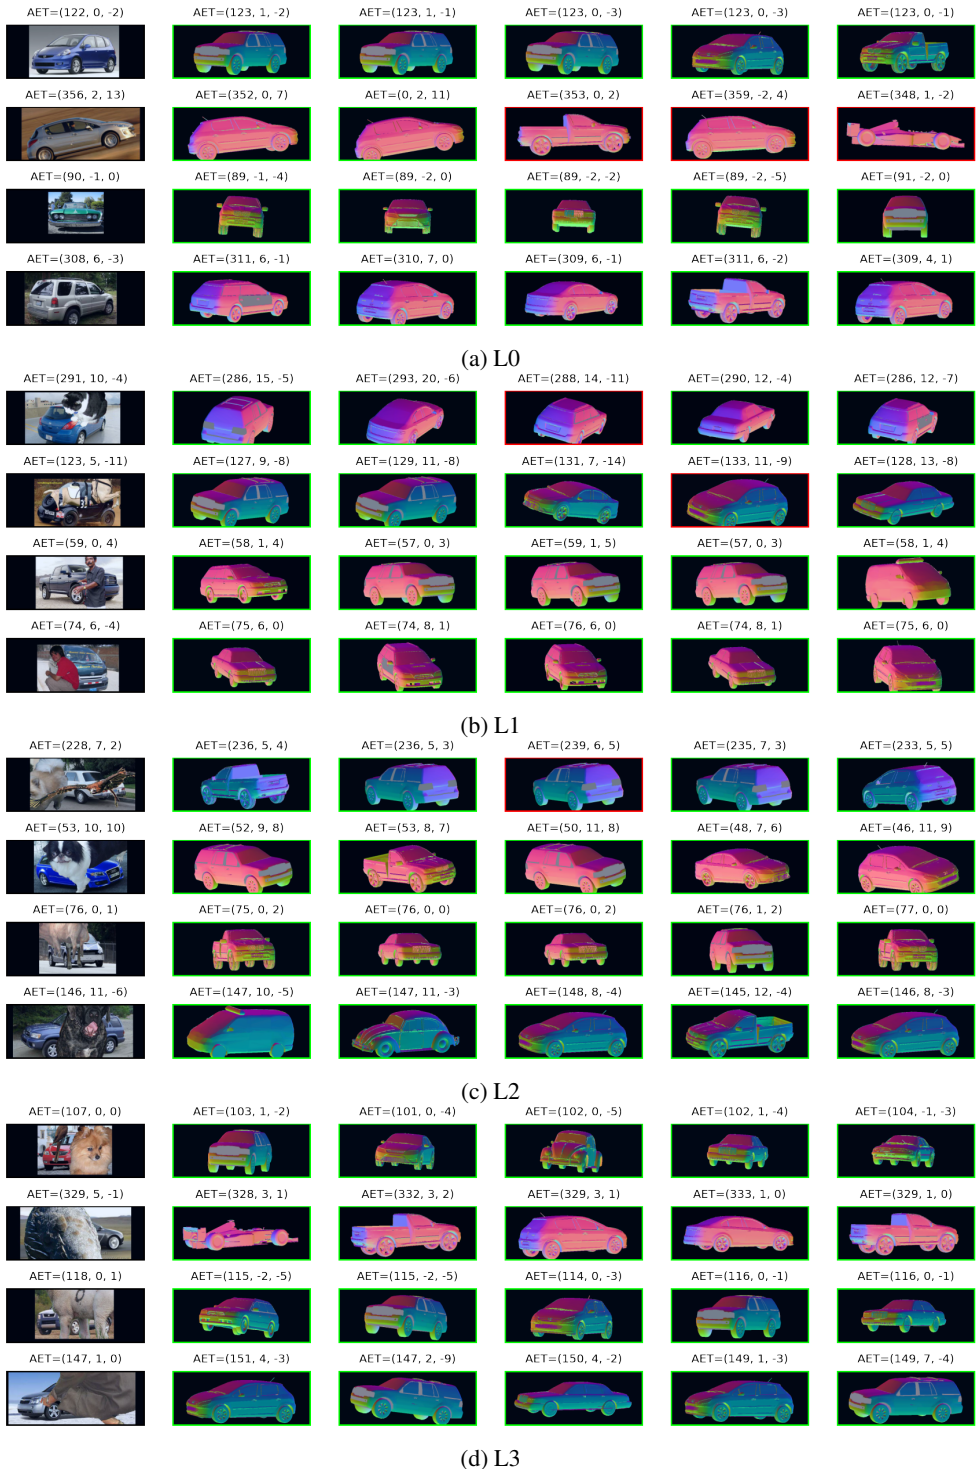 AET=(122, 0, -2) AET=(123, 1, -2) AET=(123, 1, -1) AET=(123, 0, -3) AET=(123, 0, -3) AET=(123, 0, -1)
AET=(356, 2, 13) AET=(352, 0, 7) AET=(0, 2, 11) AET=(353, 0, 2) AET=(359, -2, 4) AET=(348, 1, -2)
AET=(90, -1, 0) AET=(89, -1, -4) AET=(89, -2, 0) AET=(89, -2, -2) AET=(89, -2, -5) AET=(91, -2, 0)
AET=(308, 6, -3) AET=(311, 6, -1) AET=(310, 7, 0) AET=(309, 6, -1) AET=(311, 6, -2) AET=(309, 4, 1)
(a) L0
AET=(291, 10, -4) AET=(286, 15, -5) AET=(293, 20, -6) AET=(288, 14, -11) AET=(290, 12, -4) AET=(286, 12, -7)
AET=(123, 5, -11) AET=(127, 9, -8) AET=(129, 11, -8) AET=(131, 7, -14) AET=(133, 11, -9) AET=(128, 13, -8)
AET=(59, 0, 4) AET=(58, 1, 4) AET=(57, 0, 3) AET=(59, 1, 5) AET=(57, 0, 3) AET=(58, 1, 4)
AET=(74, 6, -4) AET=(75, 6, 0) AET=(74, 8, 1) AET=(76, 6, 0) AET=(74, 8, 1) AET=(75, 6, 0)
(b) L1
AET=(228, 7, 2) AET=(236, 5, 4) AET=(236, 5, 3) AET=(239, 6, 5) AET=(235, 7, 3) AET=(233, 5, 5)
AET=(53, 10, 10) AET=(52, 9, 8) AET=(53, 8, 7) AET=(50, 11, 8) AET=(48, 7, 6) AET=(46, 11, 9)
AET=(76, 0, 1) AET=(75, 0, 2) AET=(76, 0, 0) AET=(76, 0, 2) AET=(76, 1, 2) AET=(77, 0, 0)
AET=(146, 11, -6) AET=(147, 10, -5) AET=(147, 11, -3) AET=(148, 8, -4) AET=(145, 12, -4) AET=(146, 8, -3)
(c) L2
AET=(107, 0, 0) AET=(103, 1, -2) AET=(101, 0, -4) AET=(102, 0, -5) AET=(102, 1, -4) AET=(104, -1, -3)
AET=(329, 5, -1) AET=(328, 3, 1) AET=(332, 3, 2) AET=(329, 3, 1) AET=(333, 1, 0) AET=(329, 1, 0)
AET=(118, 0, 1) AET=(115, -2, -5) AET=(115, -2, -5) AET=(114, 0, -3) AET=(116, 0, -1) AET=(116, 0, -1)
AET=(147, 1, 0) AET=(151, 4, -3) AET=(147, 2, -9) AET=(150, 4, -2) AET=(149, 1, -3) AET=(149, 7, -4)
(d) L3